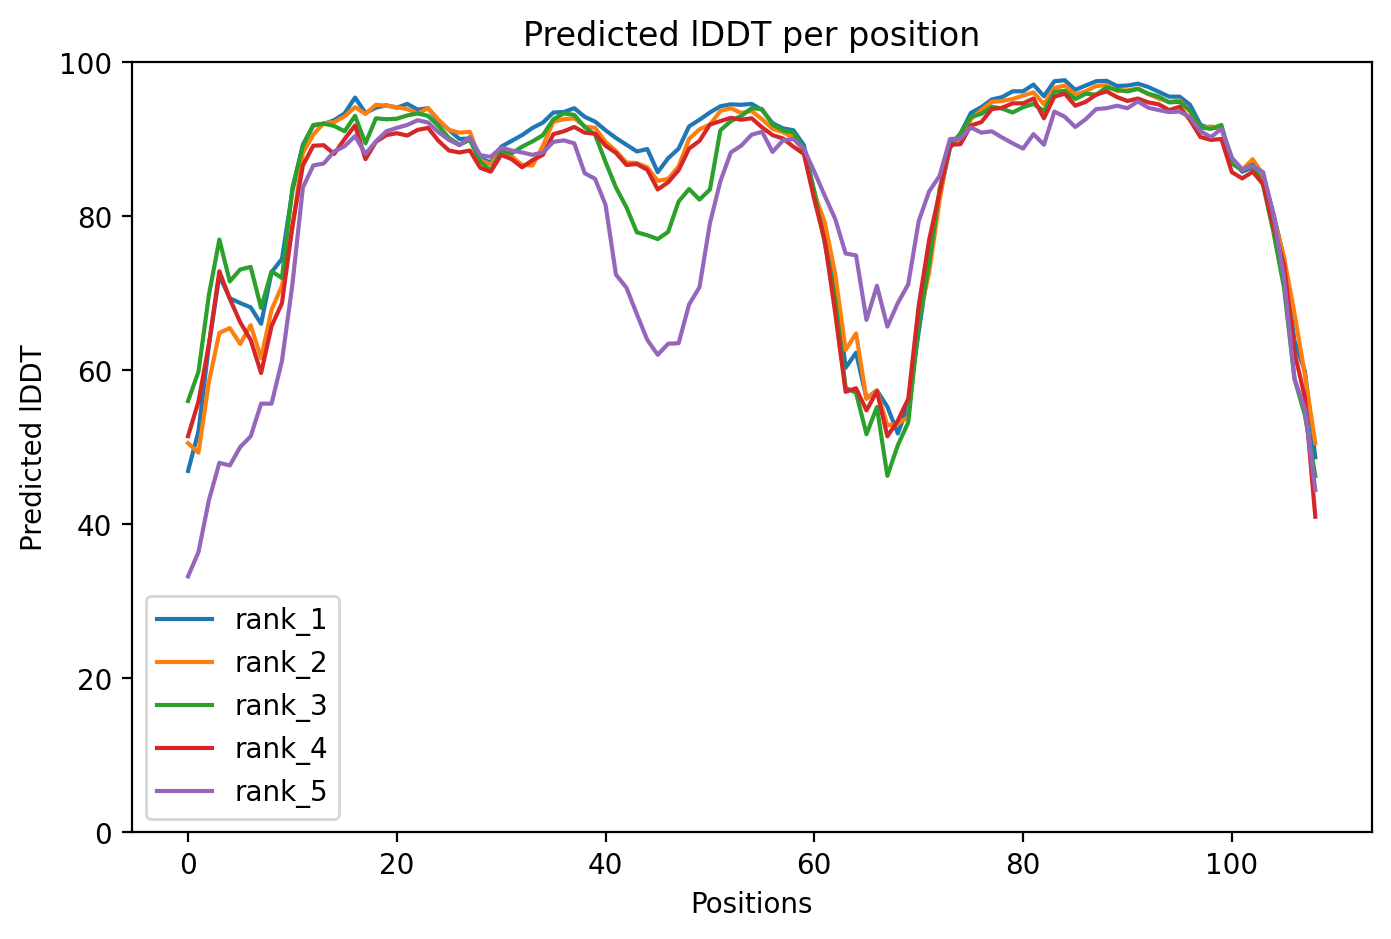 Predicted lDDT per position
100
80
60
40
20
0
Predicted lDDT
rank_1
rank_2
rank_3
rank_4
rank_5
0 20 40 60 80 100
Positions